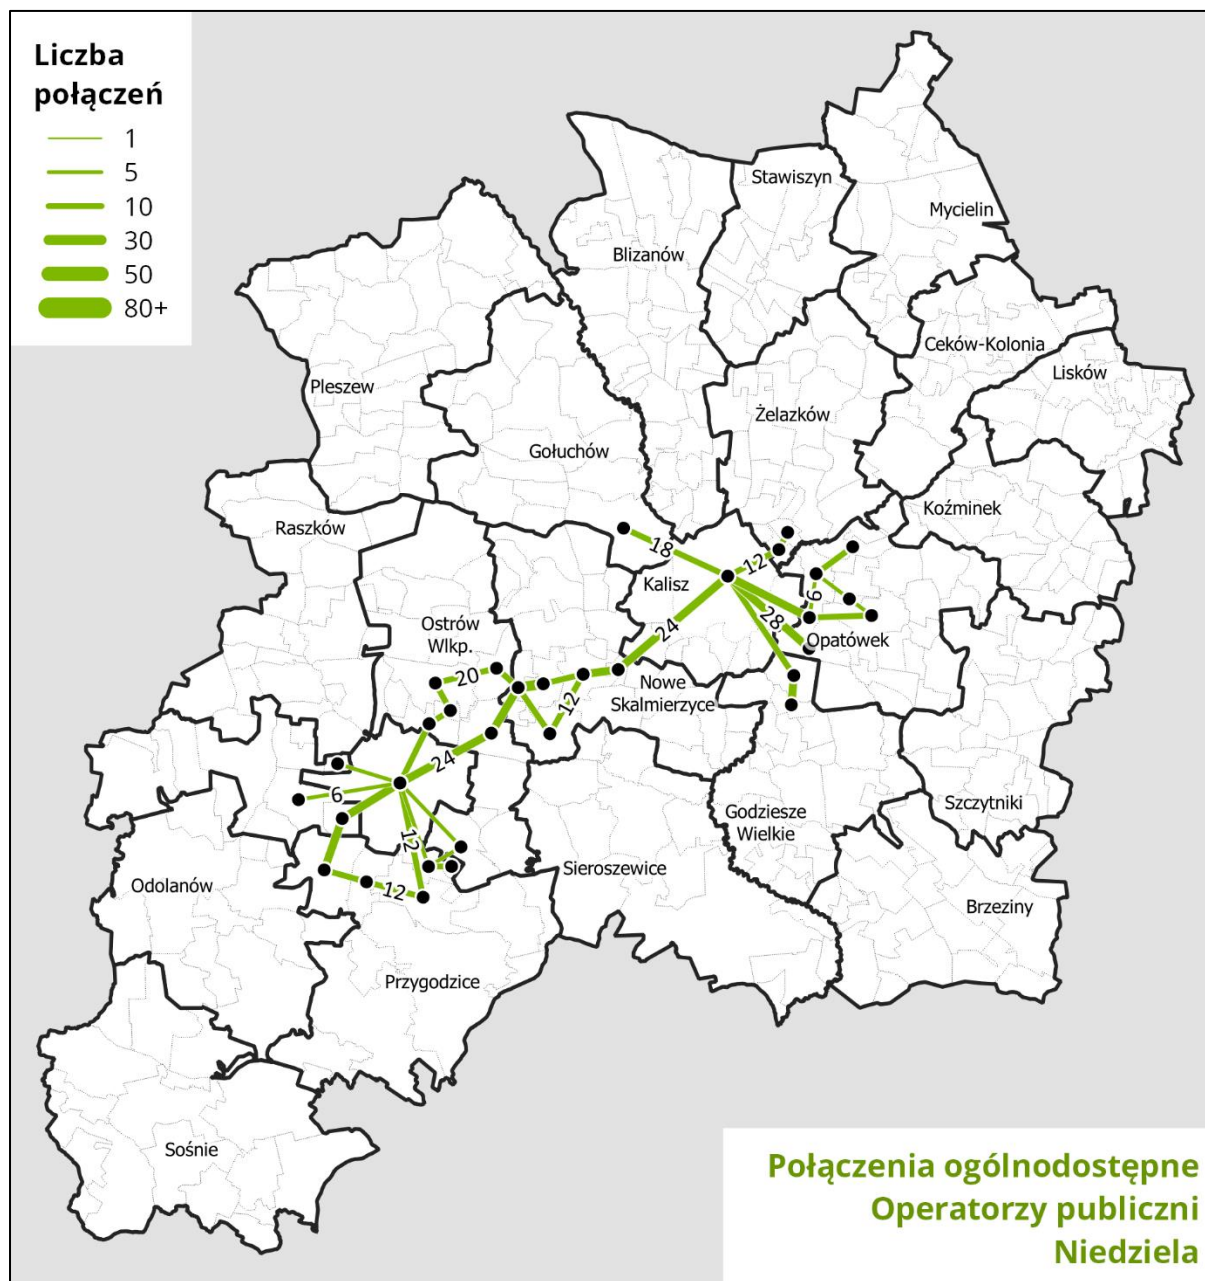 Liczba
połączeń
1
5
10
30
50
80+
Stawiszyn
Mycielin
Blizanów
Ceków-Kolonia
Lisków
Pleszew
Żelazków
Gołuchów
Koźminek
Raszków
18
12
Kalisz
9
28
Opatówek
24
Ostrów
Wlkp.
20
Nowe
Skalmierzyce
12
24
6
12
Godziesze
Wielkie
Szczytniki
Sieroszewice
Odolanów
12
Brzeziny
Przygodzice
Sośnie
Połączenia ogólnodostępne
Operatorzy publiczni
Niedziela